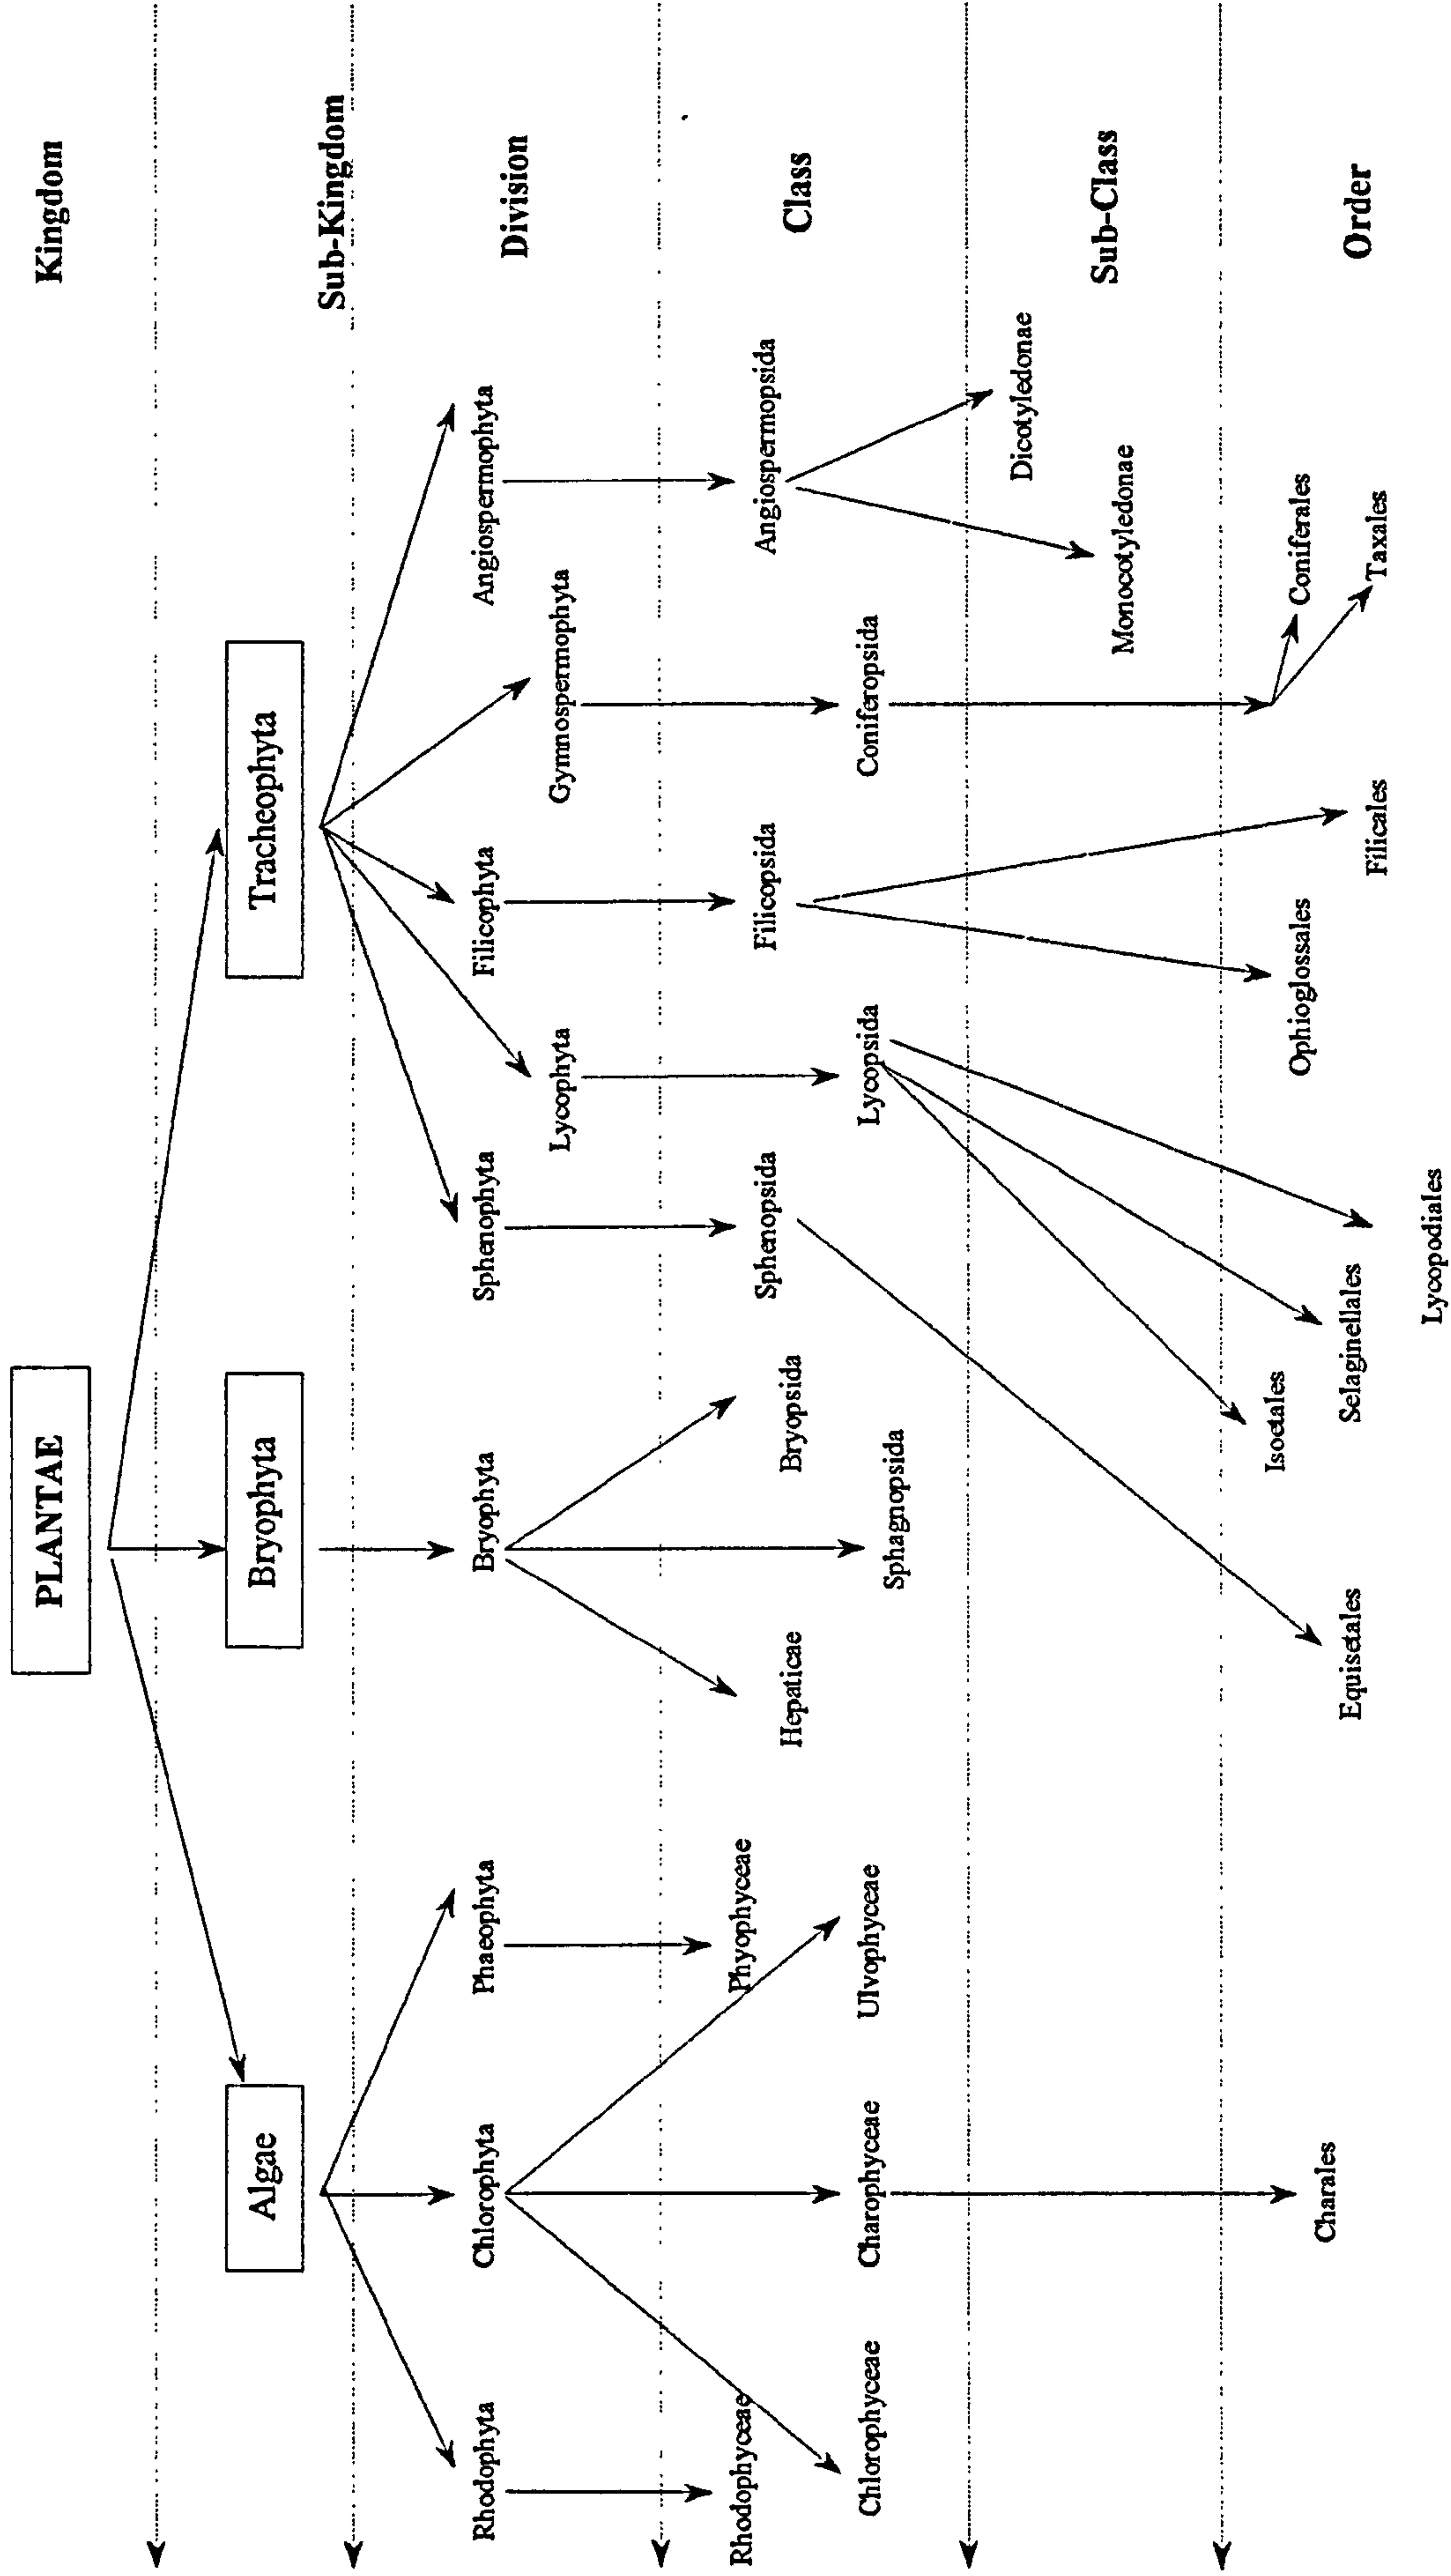 PLANTAE
Kingdom
Algae
Bryophyta
Tracheophyta
Sub-Kingdom
Rhodophyta
Chlorophyta
Phaeophyta
Bryophyta
Sphenophyta
Lycophyta
Filicophyta
Gymnospermophyta
Angiospermophyta
Division
Rhodophyceae
Chlorophyceae
Charophyceae
Phyophyceae
Ulvophyceae
Hepaticae
Sphagnopsida
Bryopsida
Sphenopsida
Lycopsida
Filicopsida
Coniferopsida
Angiospermopsida
Class
Monocotyledonae
Dicotyledonae
Sub-Class
Charales
Equisetales
Isoetales
Selaginellales
Lycopodiales
Ophioglossales
Filicales
Coniferales
Taxales
Order